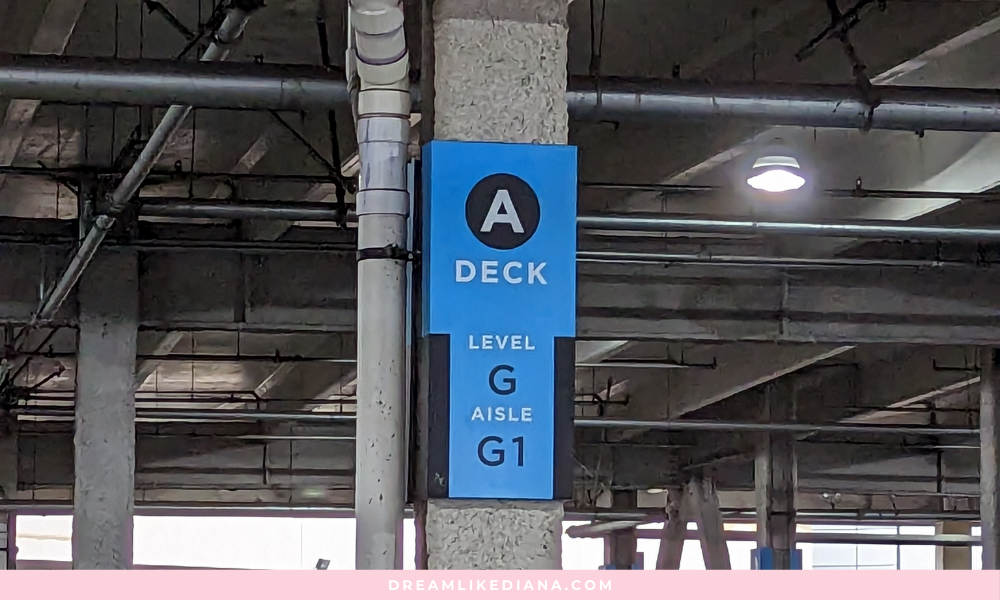 A
DECK
LEVEL
G
AISLE
G1
DREAMLIKEDIANA.COM